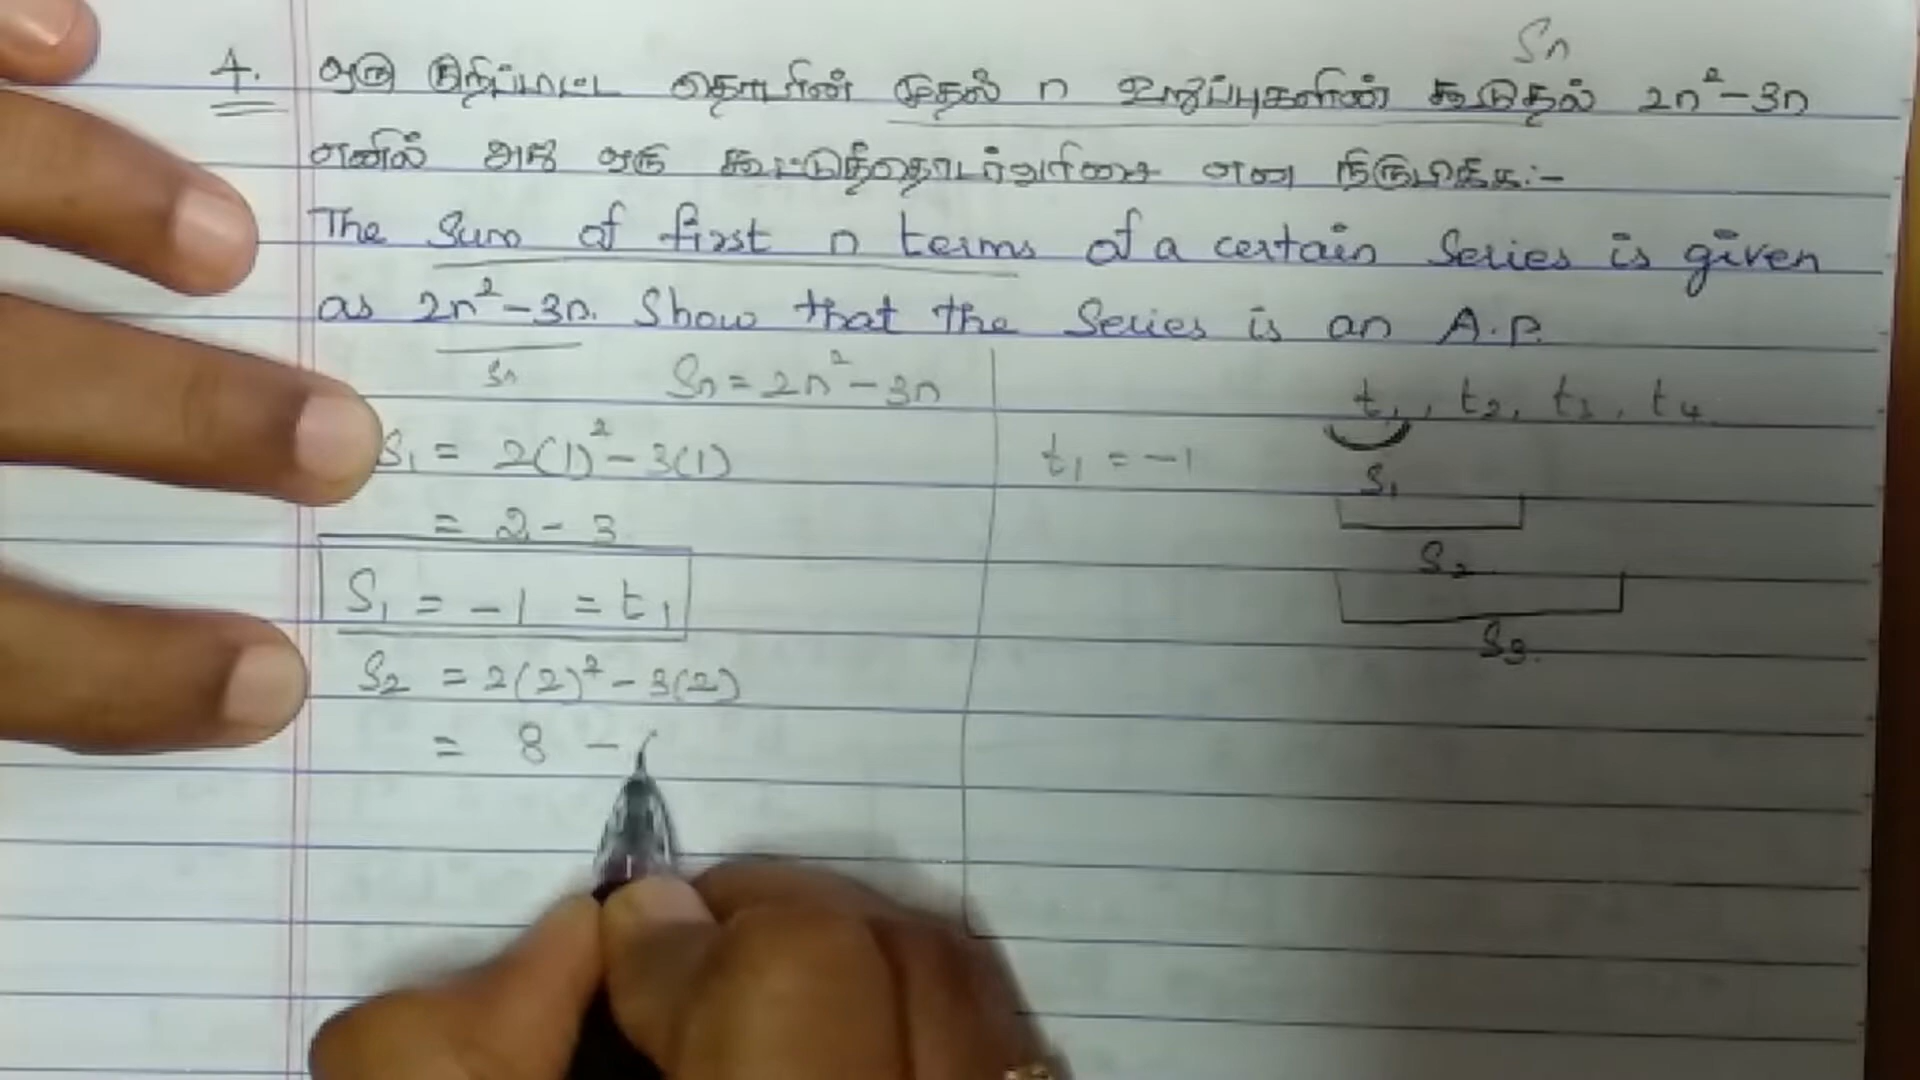 Sn
4. ஒரு குறிப்பிட்ட தொடரின் முதல் n உறுப்புகளின் கூடுதல் 2n² - 3n
எனில் அது ஒரு கூட்டுத்தொடர்வரிசை என நிரூபிக்க:-
The Sum of first n terms of a certain Series is given
as 2n² - 3n. Show that the Series is an A.P.
Sn Sn = 2n² - 3n
S₁ = 2(1)² - 3(1)
= 2 - 3
S₁ = -1 = t₁
S₂ = 2(2)² - 3(2)
= 8 -
t₁ = -1
t₁, t₂, t₃, t₄
S₁
S₂
S₃.